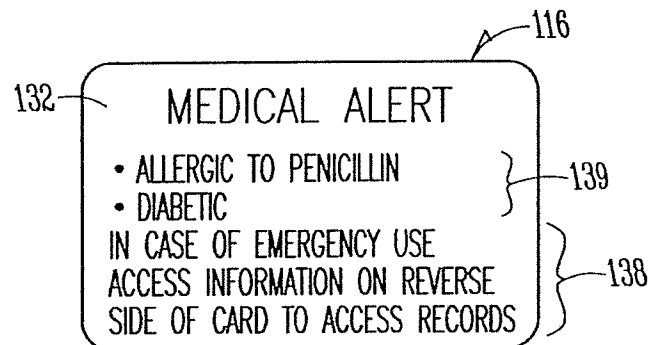 116
132
MEDICAL ALERT
• ALLERGIC TO PENICILLIN
• DIABETIC
139
IN CASE OF EMERGENCY USE
ACCESS INFORMATION ON REVERSE
SIDE OF CARD TO ACCESS RECORDS
138